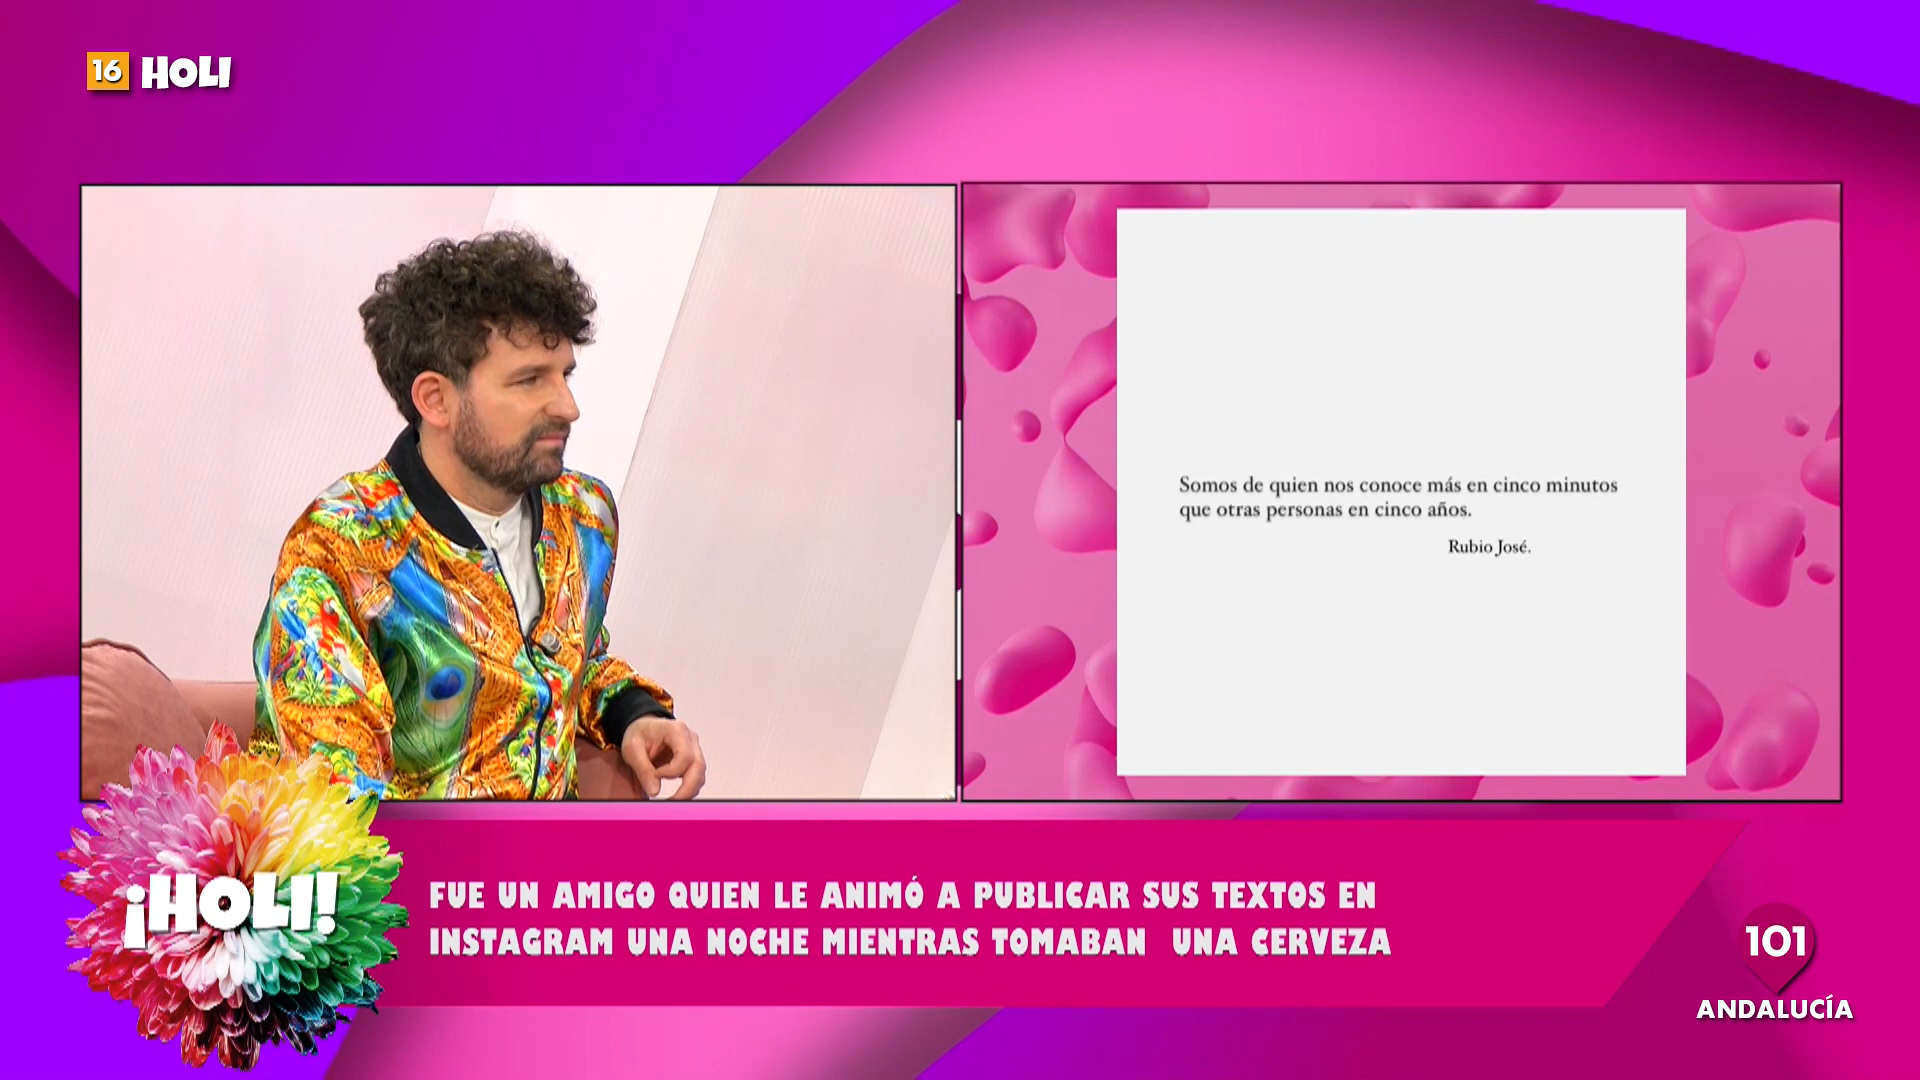 16 HOLI
Somos de quien nos conoce más en cinco minutos
que otras personas en cinco años.
Rubio José.
¡HOLI!
FUE UN AMIGO QUIEN LE ANIMÓ A PUBLICAR SUS TEXTOS EN
INSTAGRAM UNA NOCHE MIENTRAS TOMABAN UNA CERVEZA
101
ANDALUCÍA